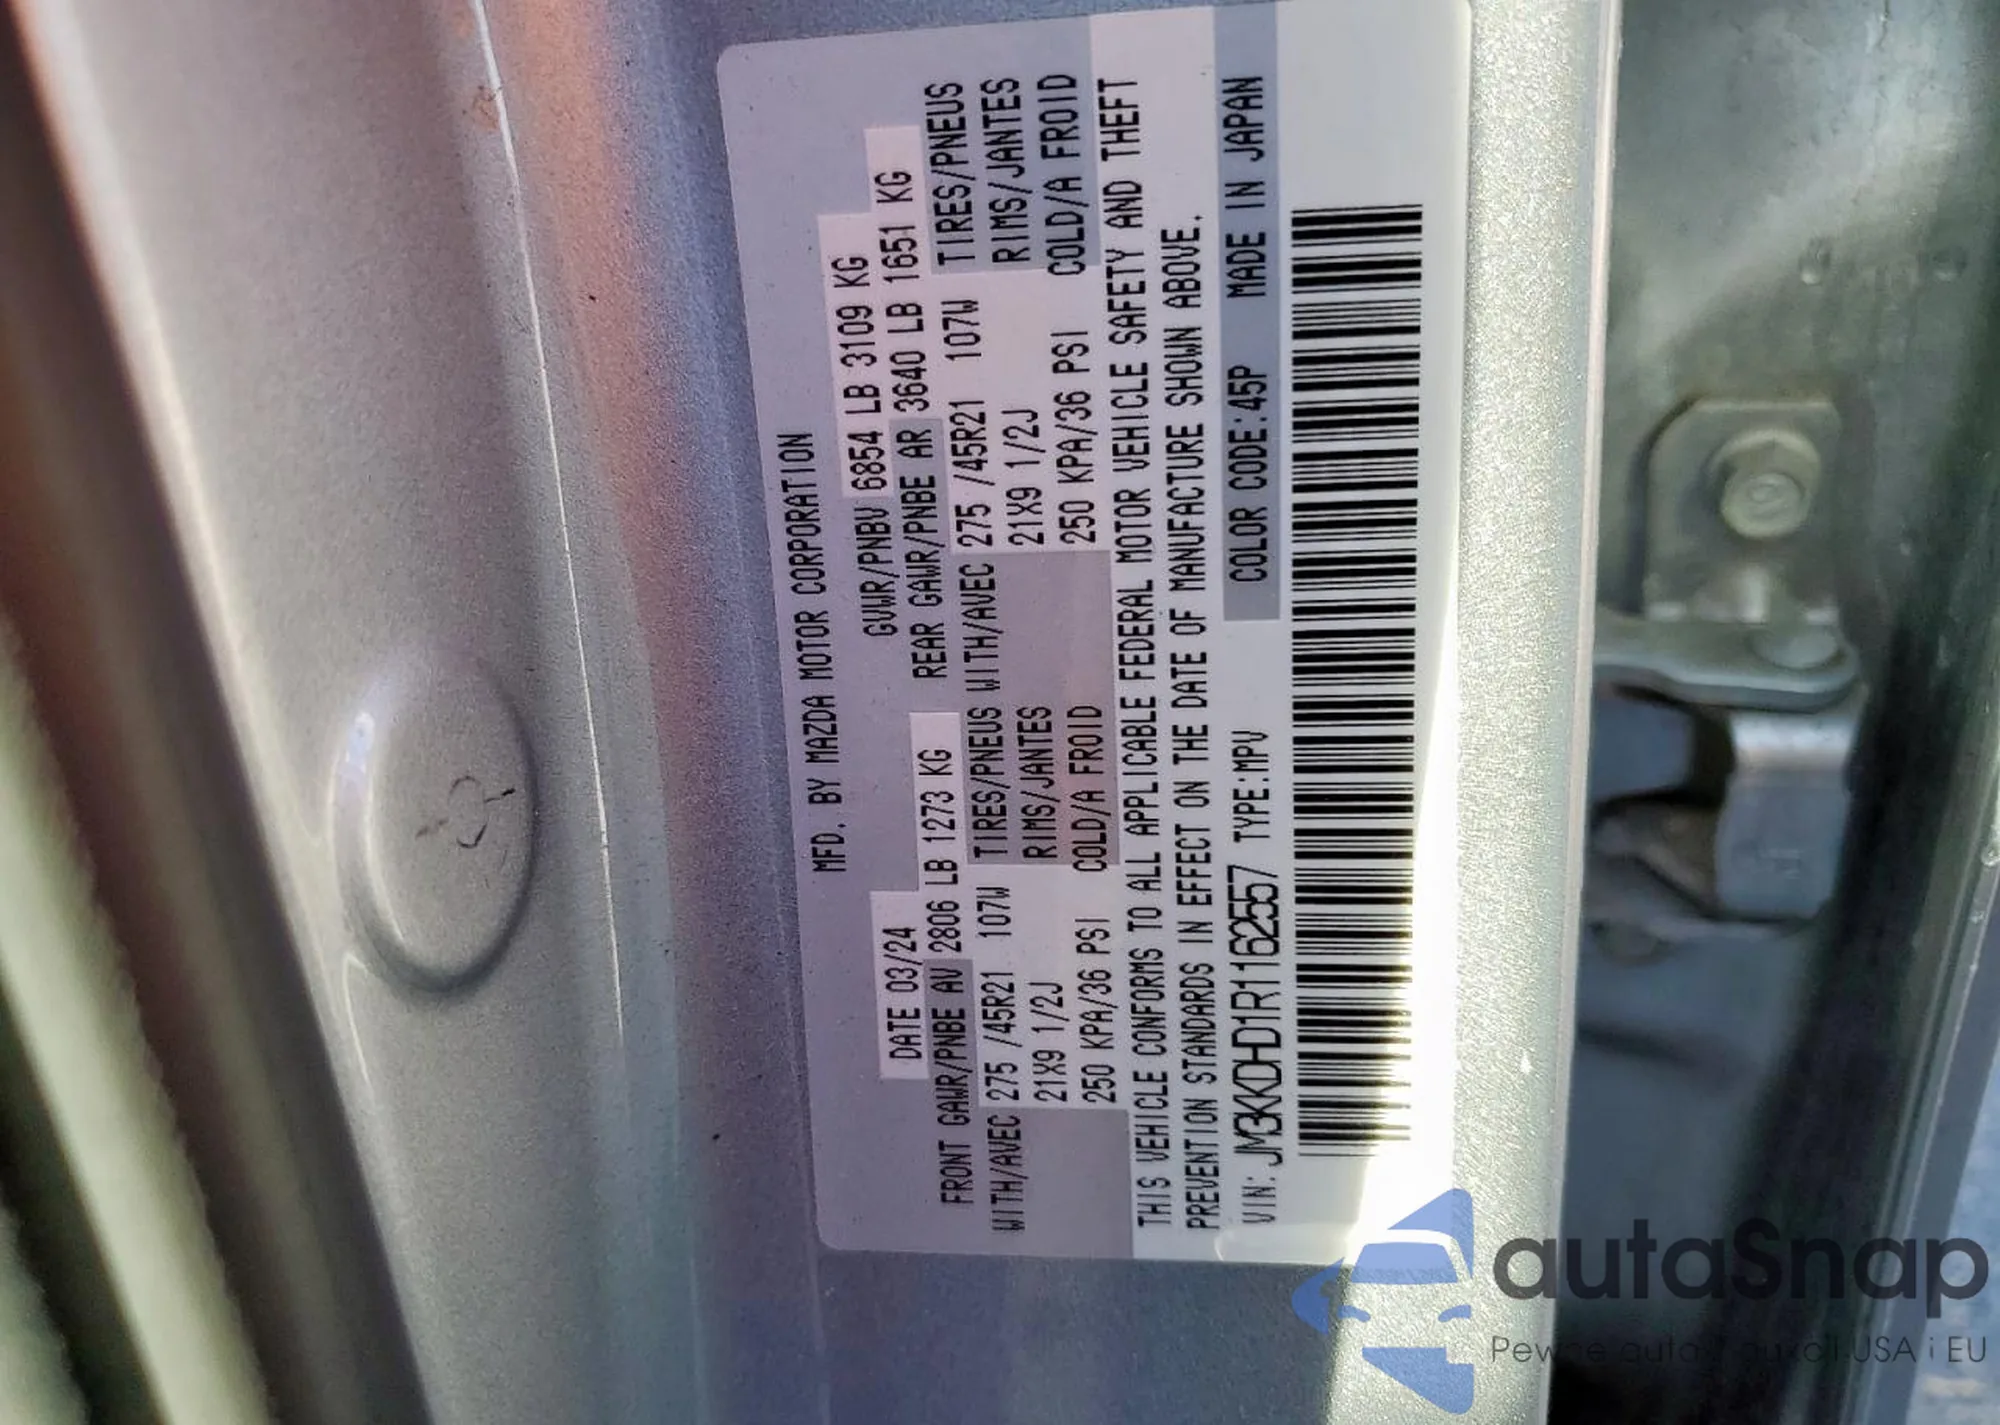 MFD. BY MAZDA MOTOR CORPORATION
DATE 03/24 GVWR/PNBV 6854 LB 3109 KG
FRONT GAWR/PNBE AV 2806 LB 1273 KG REAR GAWR/PNBE AR 3640 LB 1651 KG
WITH/AVEC 275 /45R21 107W TIRES/PNEUS WITH/AVEC 275 /45R21 107W TIRES/PNEUS
21X9 1/2J RIMS/JANTES 21X9 1/2J RIMS/JANTES
250 KPA/36 PSI COLD/A FROID 250 KPA/36 PSI COLD/A FROID
THIS VEHICLE CONFORMS TO ALL APPLICABLE FEDERAL MOTOR VEHICLE SAFETY AND THEFT
PREVENTION STANDARDS IN EFFECT ON THE DATE OF MANUFACTURE SHOWN ABOVE.
VIN: JM3KKDHD1R1162557 TYPE:MPV COLOR CODE:45P MADE IN JAPAN
autaSnap
Pewne auta z aukcji USA i EU